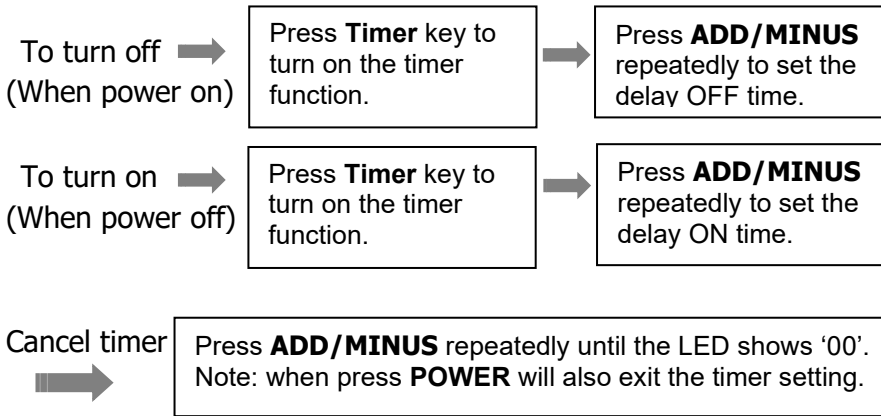 To turn off
(When power on)
Press Timer key to
turn on the timer
function.
Press ADD/MINUS
repeatedly to set the
delay OFF time.
To turn on
(When power off)
Press Timer key to
turn on the timer
function.
Press ADD/MINUS
repeatedly to set the
delay ON time.
Cancel timer
Press ADD/MINUS repeatedly until the LED shows ‘00’.
Note: when press POWER will also exit the timer setting.